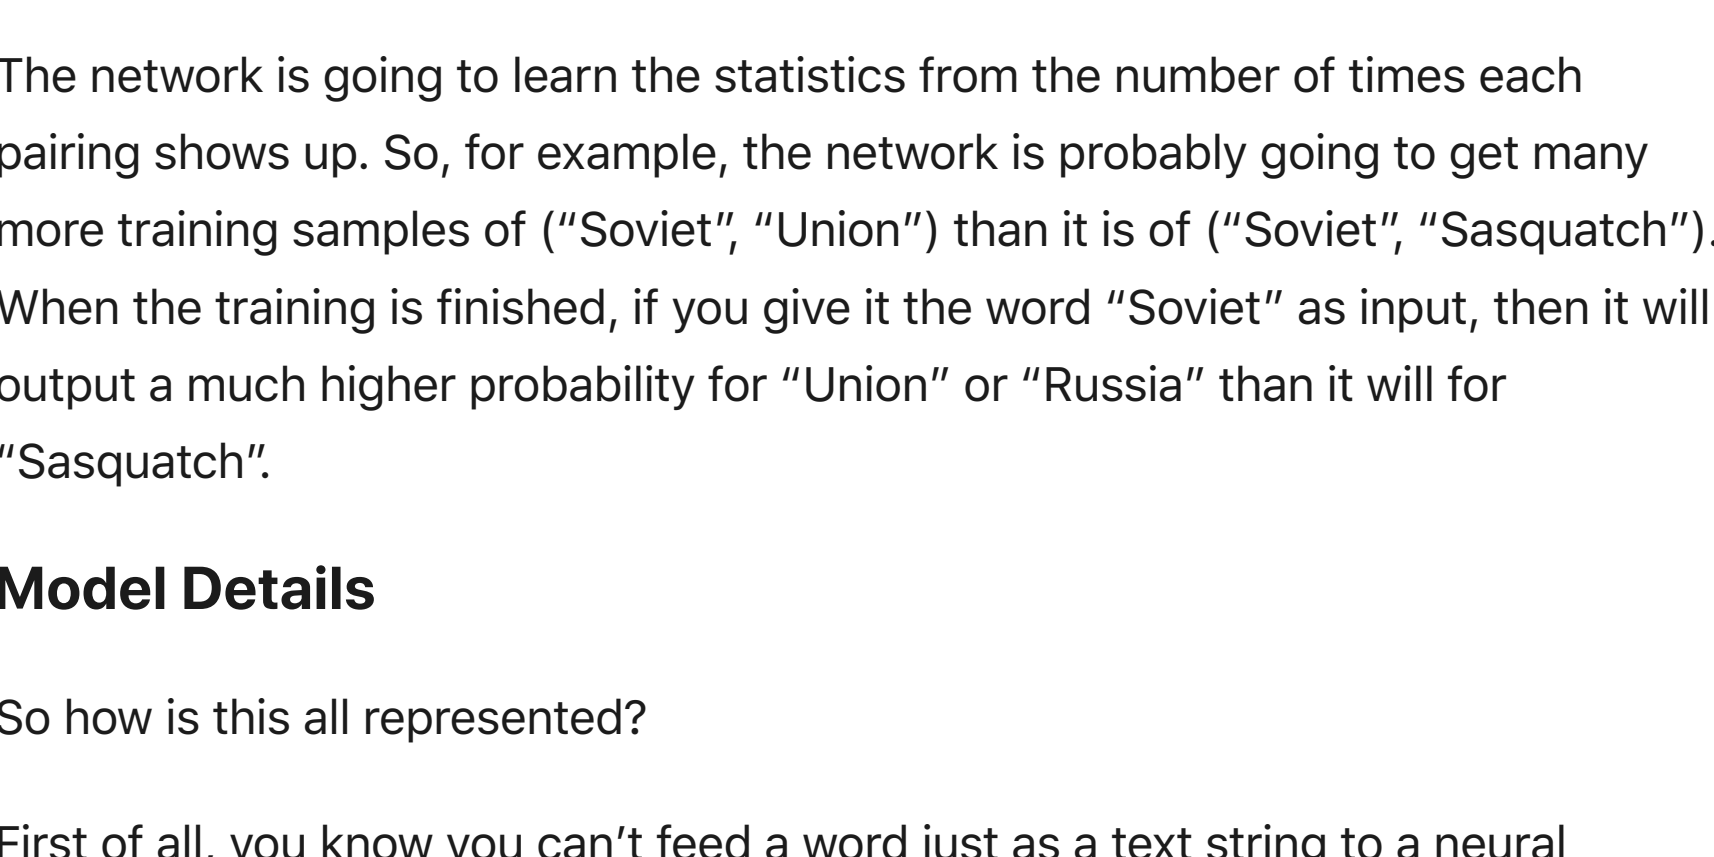 The network is going to learn the statistics from the number of times each
pairing shows up. So, for example, the network is probably going to get many
more training samples of (“Soviet”, “Union”) than it is of (“Soviet”, “Sasquatch”).
When the training is finished, if you give it the word “Soviet” as input, then it will
output a much higher probability for “Union” or “Russia” than it will for
“Sasquatch”.
Model Details
So how is this all represented?
First of all, you know you can’t feed a word just as a text string to a neural